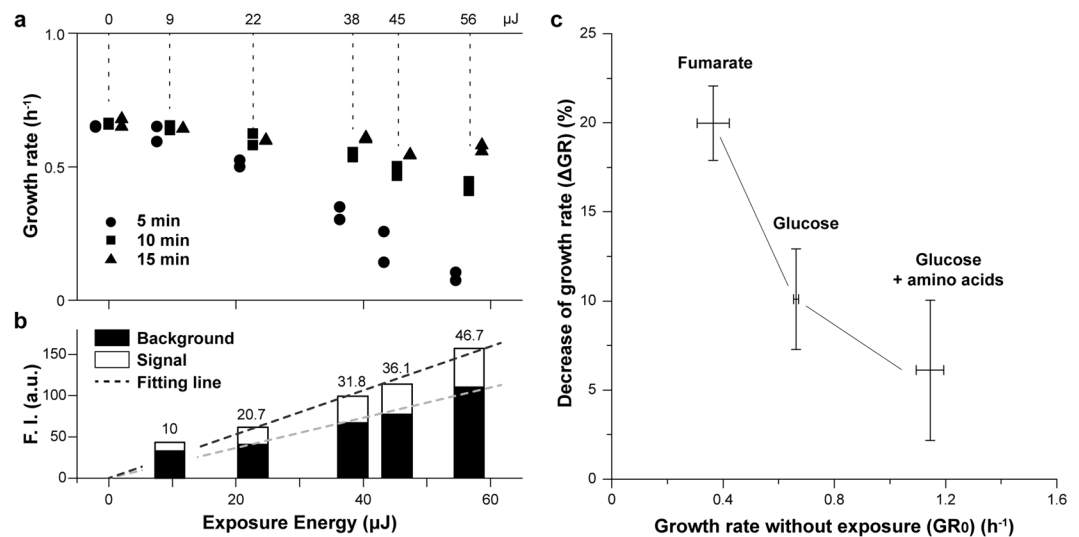 a
0 9 22 38 45 56 µJ
1.0
0.5
0
Growth rate (h-1)
5 min
10 min
15 min
b
Background
Signal
Fitting line
150
100
50
0
F. I. (a.u.)
10
20.7
31.8
36.1
46.7
0 20 40 60
Exposure Energy (µJ)
c
25
20
15
10
5
0
Decrease of growth rate (ΔGR) (%)
Fumarate
Glucose
Glucose
+ amino acids
0 0.4 0.8 1.2 1.6
Growth rate without exposure (GR0) (h-1)